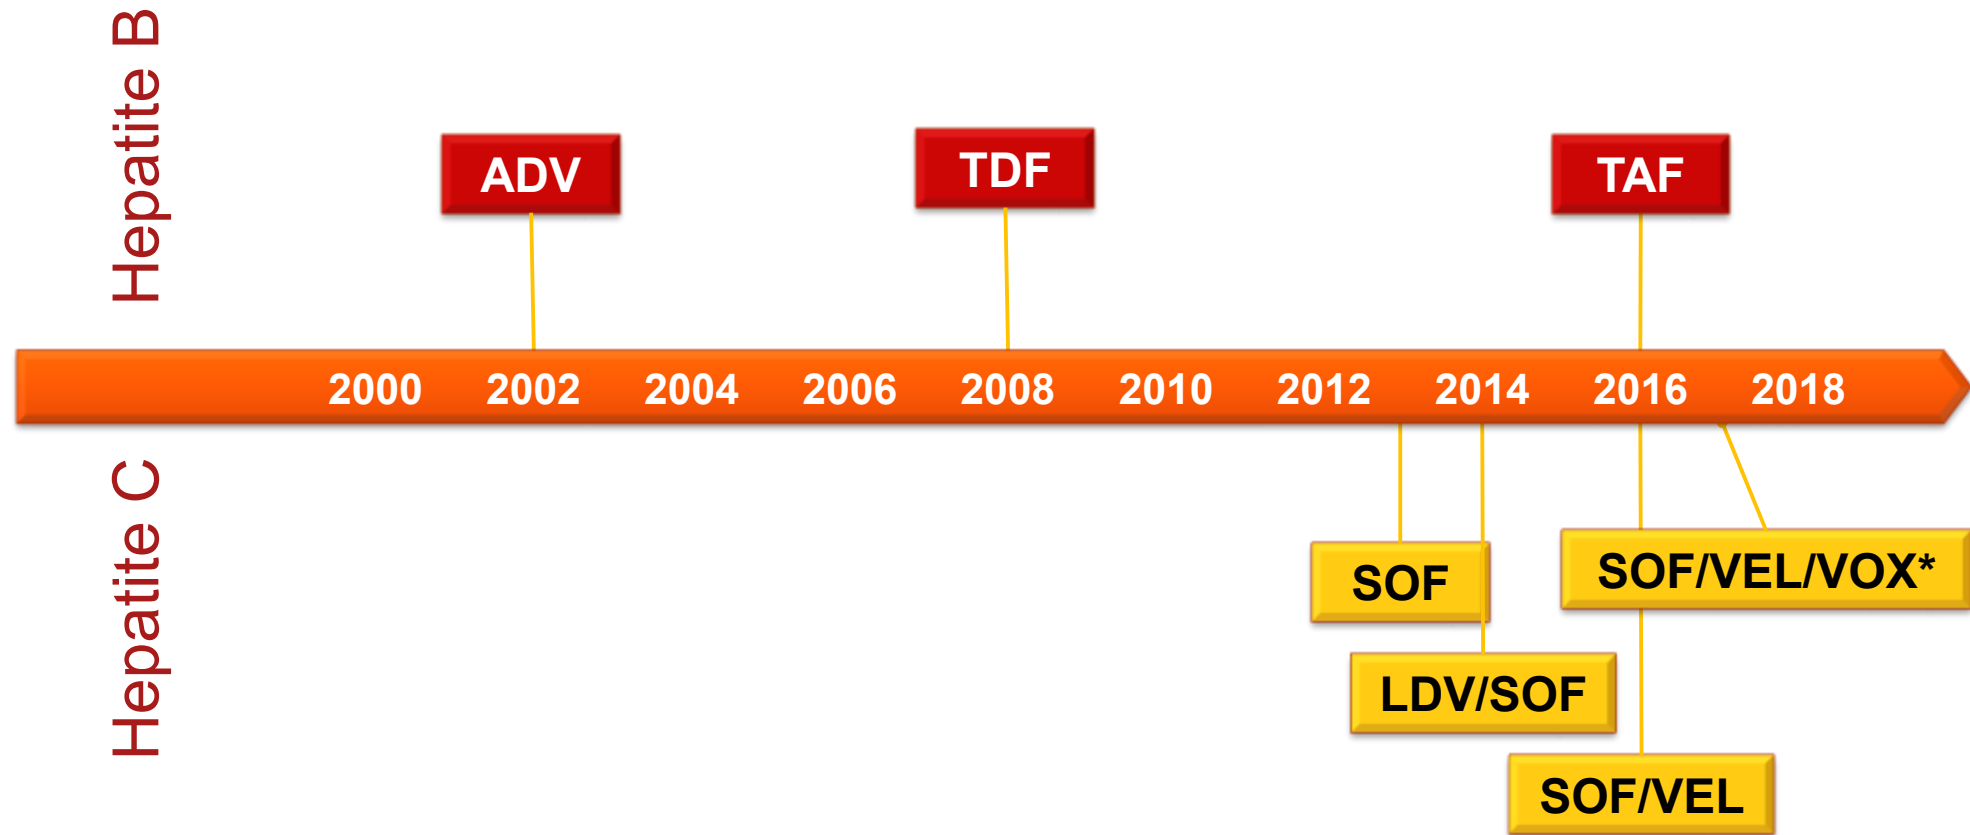 Hepatite B
ADV
TDF
TAF
2000 2002 2004 2006 2008 2010 2012 2014 2016 2018
Hepatite C
SOF
SOF/VEL/VOX*
LDV/SOF
SOF/VEL